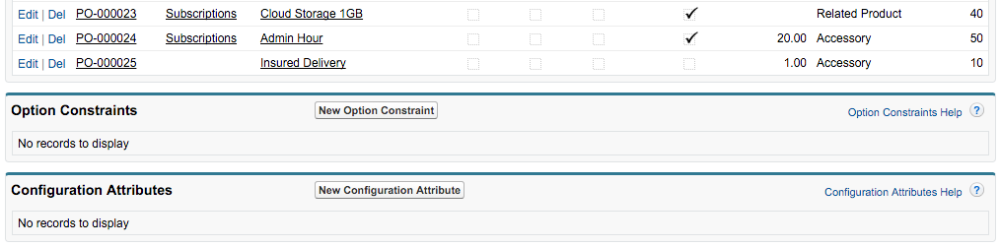 Edit | Del PO-000023 Subscriptions Cloud Storage 1GB Related Product 40
Edit | Del PO-000024 Subscriptions Admin Hour 20.00 Accessory 50
Edit | Del PO-000025 Insured Delivery 1.00 Accessory 10
Option Constraints New Option Constraint Option Constraints Help ?
No records to display
Configuration Attributes New Configuration Attribute Configuration Attributes Help ?
No records to display